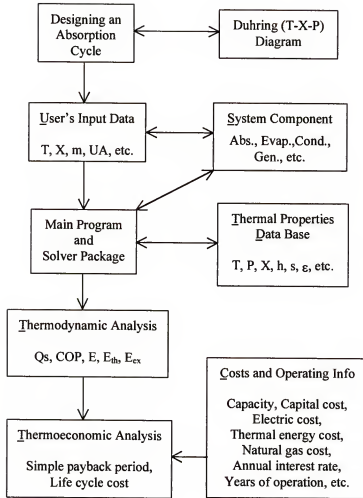 Designing an
Absorption
Cycle
Duhring (T-X-P)
Diagram
User's Input Data
T, X, m, UA, etc.
System Component
Abs., Evap.,Cond.,
Gen., etc.
Main Program
and
Solver Package
Thermal Properties
Data Base
T, P, X, h, s, ε, etc.
Thermodynamic Analysis
Qs, COP, E, Eth, Eex
Costs and Operating Info
Capacity, Capital cost,
Electric cost,
Thermal energy cost,
Natural gas cost,
Annual interest rate,
Years of operation, etc.
Thermoeconomic Analysis
Simple payback period,
Life cycle cost